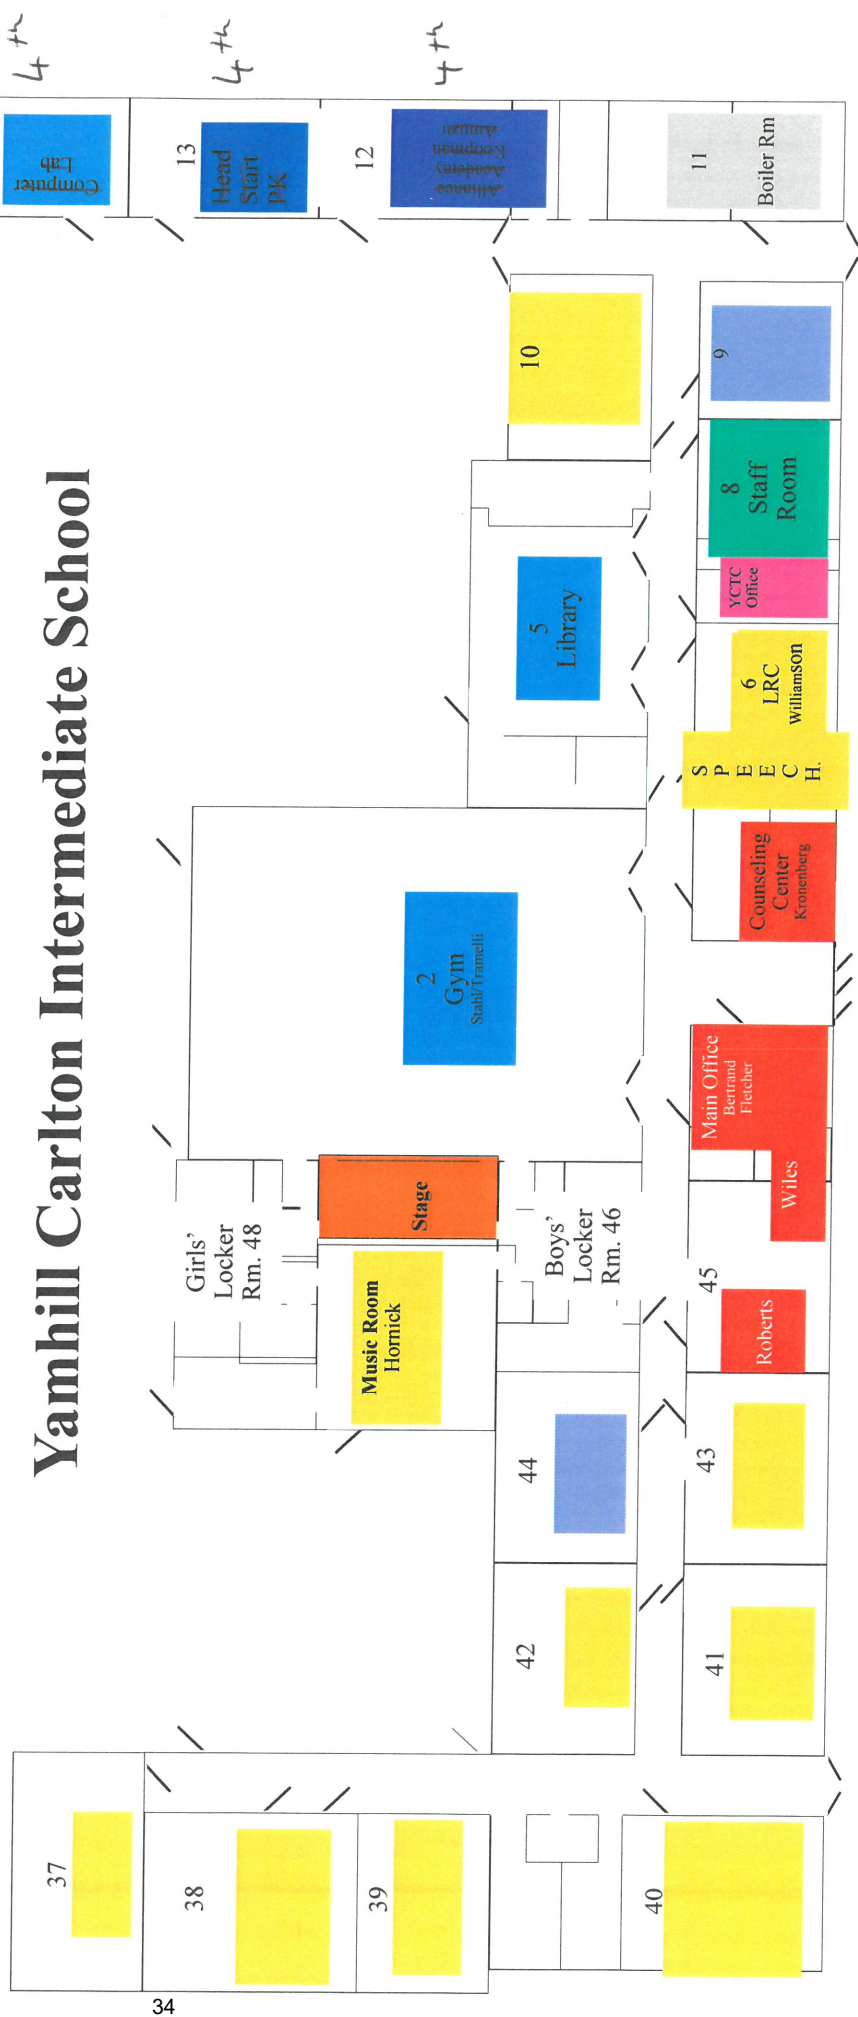 Yamhill Carlton Intermediate School
4th
4th
4th
Computer
Lab
13
Head
Start
PK
12
Alliance
Academy
Koopman
11
Boiler Rm
10
9
8
Staff
Room
YCTC
Office
5
Library
6
LRC
Williamson
S
P
E
E
C
H.
Counseling
Center
Kronenberg
2
Gym
Stahl/Tramelli
Main Office
Bertrand
Fletcher
Wiles
Stage
Girls'
Locker
Rm. 48
Boys'
Locker
Rm. 46
Music Room
Hornick
45
Roberts
44
43
42
41
37
38
39
40
34